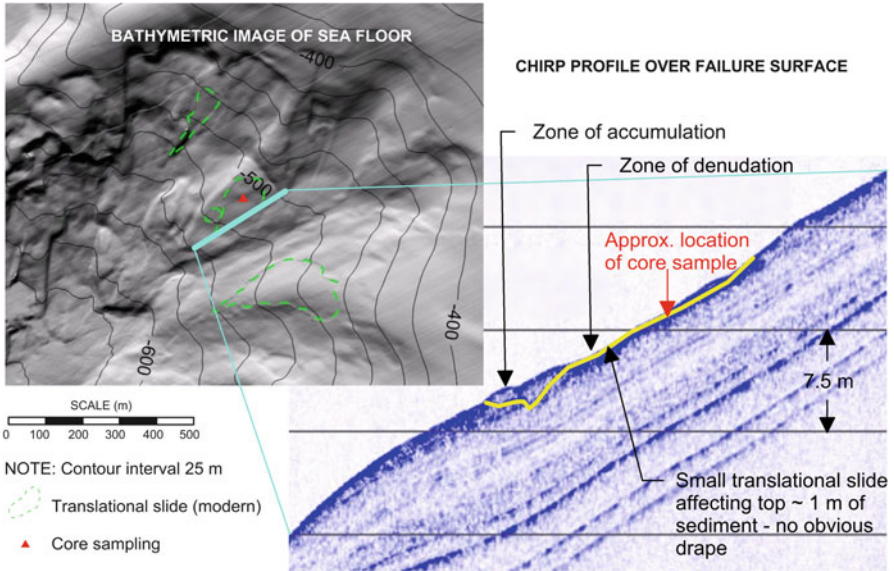 BATHYMETRIC IMAGE OF SEA FLOOR
-400
-500
-600
-400
CHIRP PROFILE OVER FAILURE SURFACE
Zone of accumulation
Zone of denudation
Approx. location
of core sample
7.5 m
Small translational slide
affecting top ~ 1 m of
sediment - no obvious
drape
SCALE (m)
0 100 200 300 400 500
NOTE: Contour interval 25 m
Translational slide (modern)
Core sampling